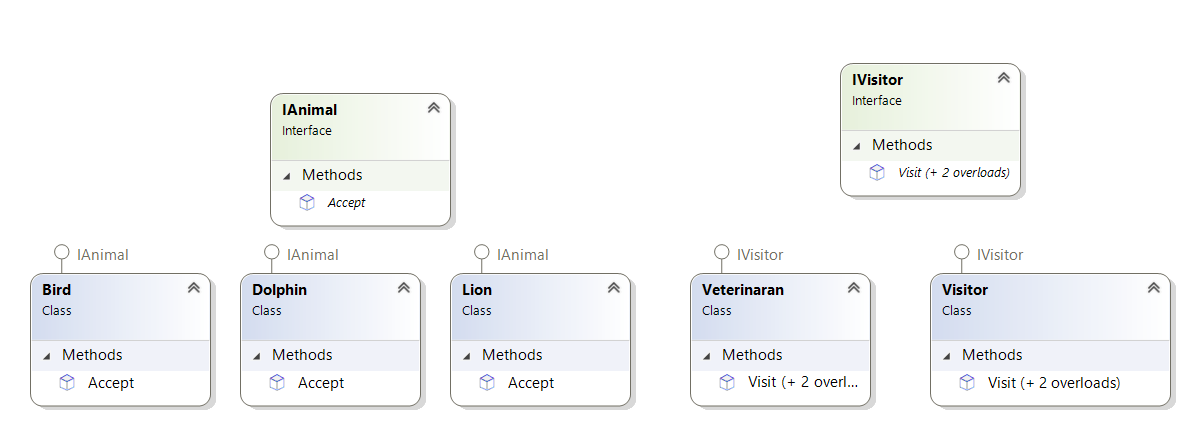 IAnimal
Interface
Methods
Accept
IVisitor
Interface
Methods
Visit (+ 2 overloads)
IAnimal
Bird
Class
Methods
Accept
IAnimal
Dolphin
Class
Methods
Accept
IAnimal
Lion
Class
Methods
Accept
IVisitor
Veterinaran
Class
Methods
Visit (+ 2 overl...
IVisitor
Visitor
Class
Methods
Visit (+ 2 overloads)